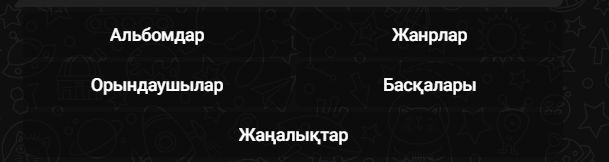 Альбомдар
Жанрлар
Орындаушылар
Басқалары
Жаңалықтар